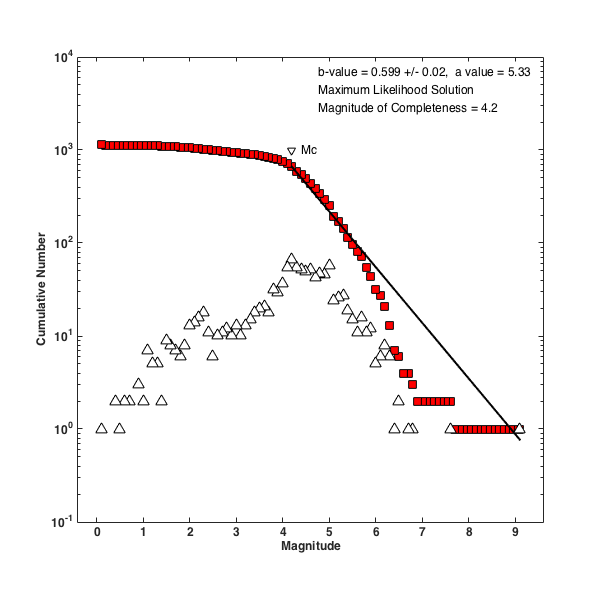 10^4
b-value = 0.599 +/- 0.02, a value = 5.33
Maximum Likelihood Solution
Magnitude of Completeness = 4.2
10^3
Mc
10^2
Cumulative Number
10^1
10^0
10^-1
0 1 2 3 4 5 6 7 8 9
Magnitude